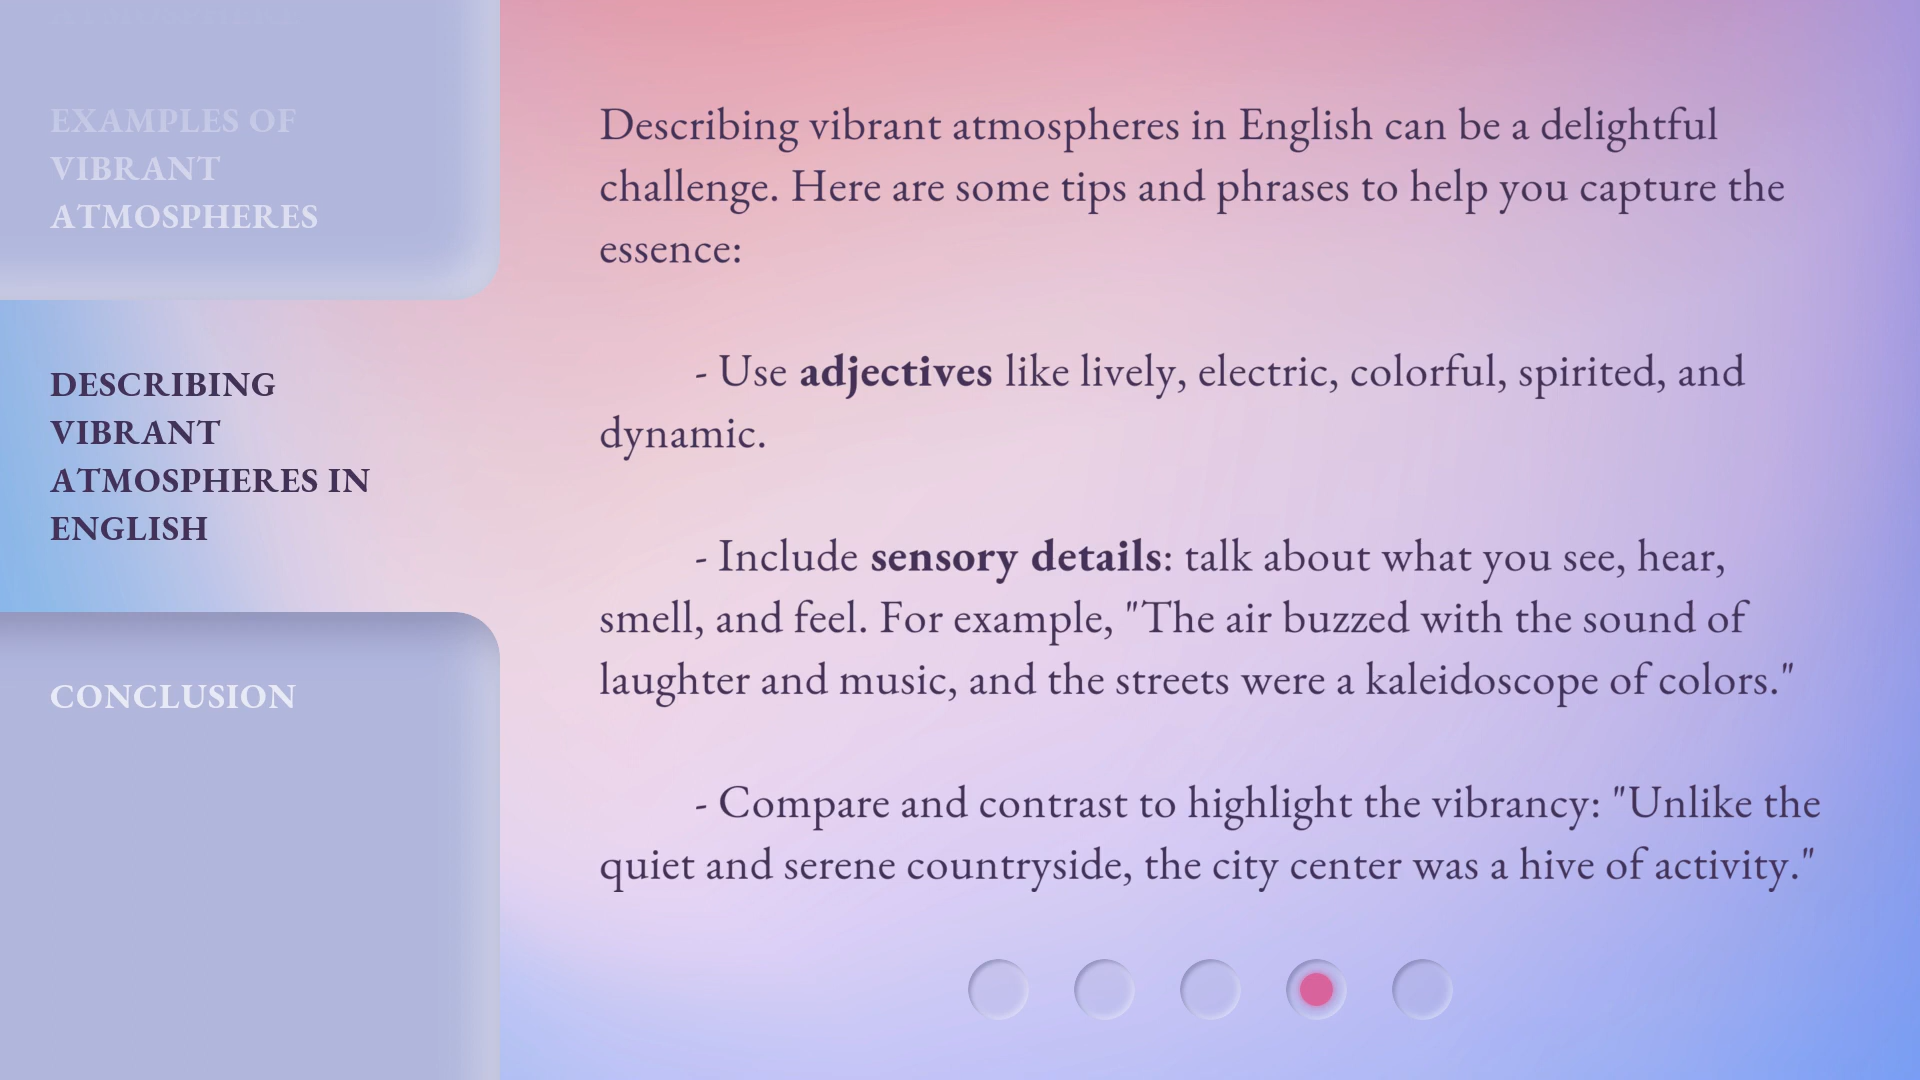 EXAMPLES OF
VIBRANT
ATMOSPHERES
DESCRIBING
VIBRANT
ATMOSPHERES IN
ENGLISH
CONCLUSION
Describing vibrant atmospheres in English can be a delightful
challenge. Here are some tips and phrases to help you capture the
essence:
- Use adjectives like lively, electric, colorful, spirited, and
dynamic.
- Include sensory details: talk about what you see, hear,
smell, and feel. For example, "The air buzzed with the sound of
laughter and music, and the streets were a kaleidoscope of colors."
- Compare and contrast to highlight the vibrancy: "Unlike the
quiet and serene countryside, the city center was a hive of activity."